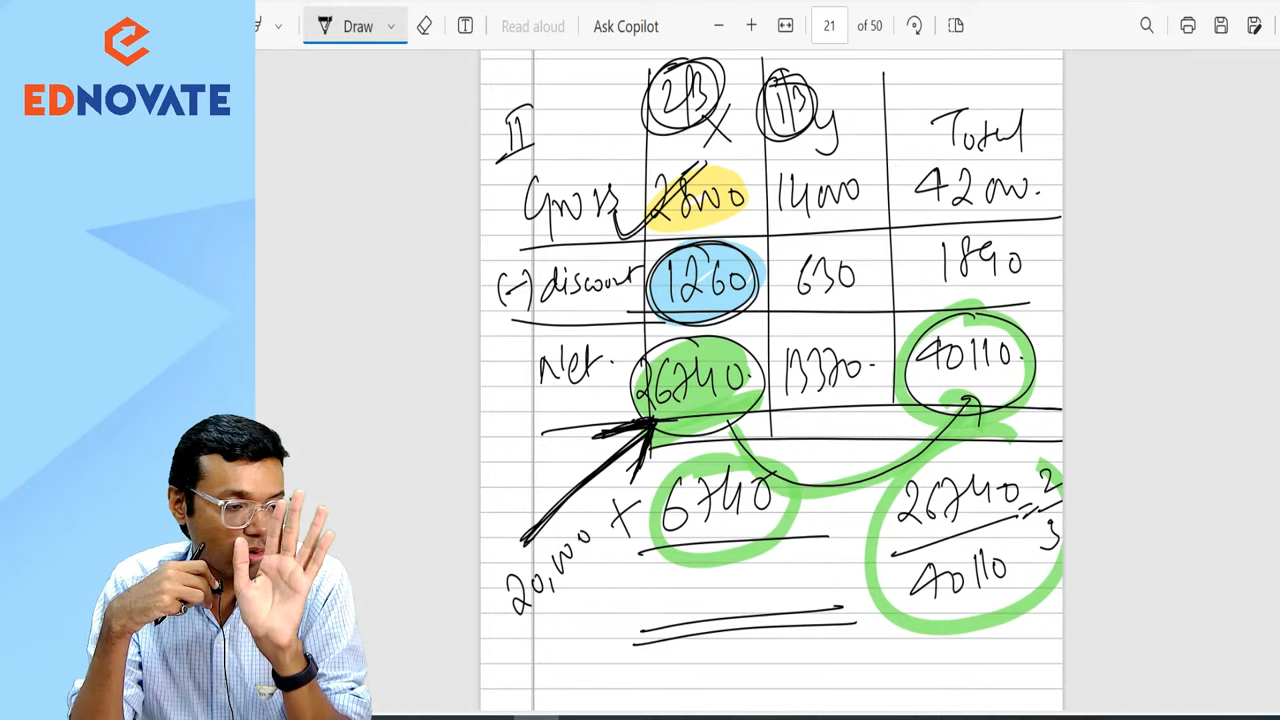 Draw
Read aloud
Ask Copilot
21
of 50
EDNOVATE
2/3
1/3
II
X
y
Total
Gross
28000
14000
42000.
(-) discount
1260
630
1890
Net.
26740.
13370.
40110.
20,000 + 6740
26740 = 2/3
40110